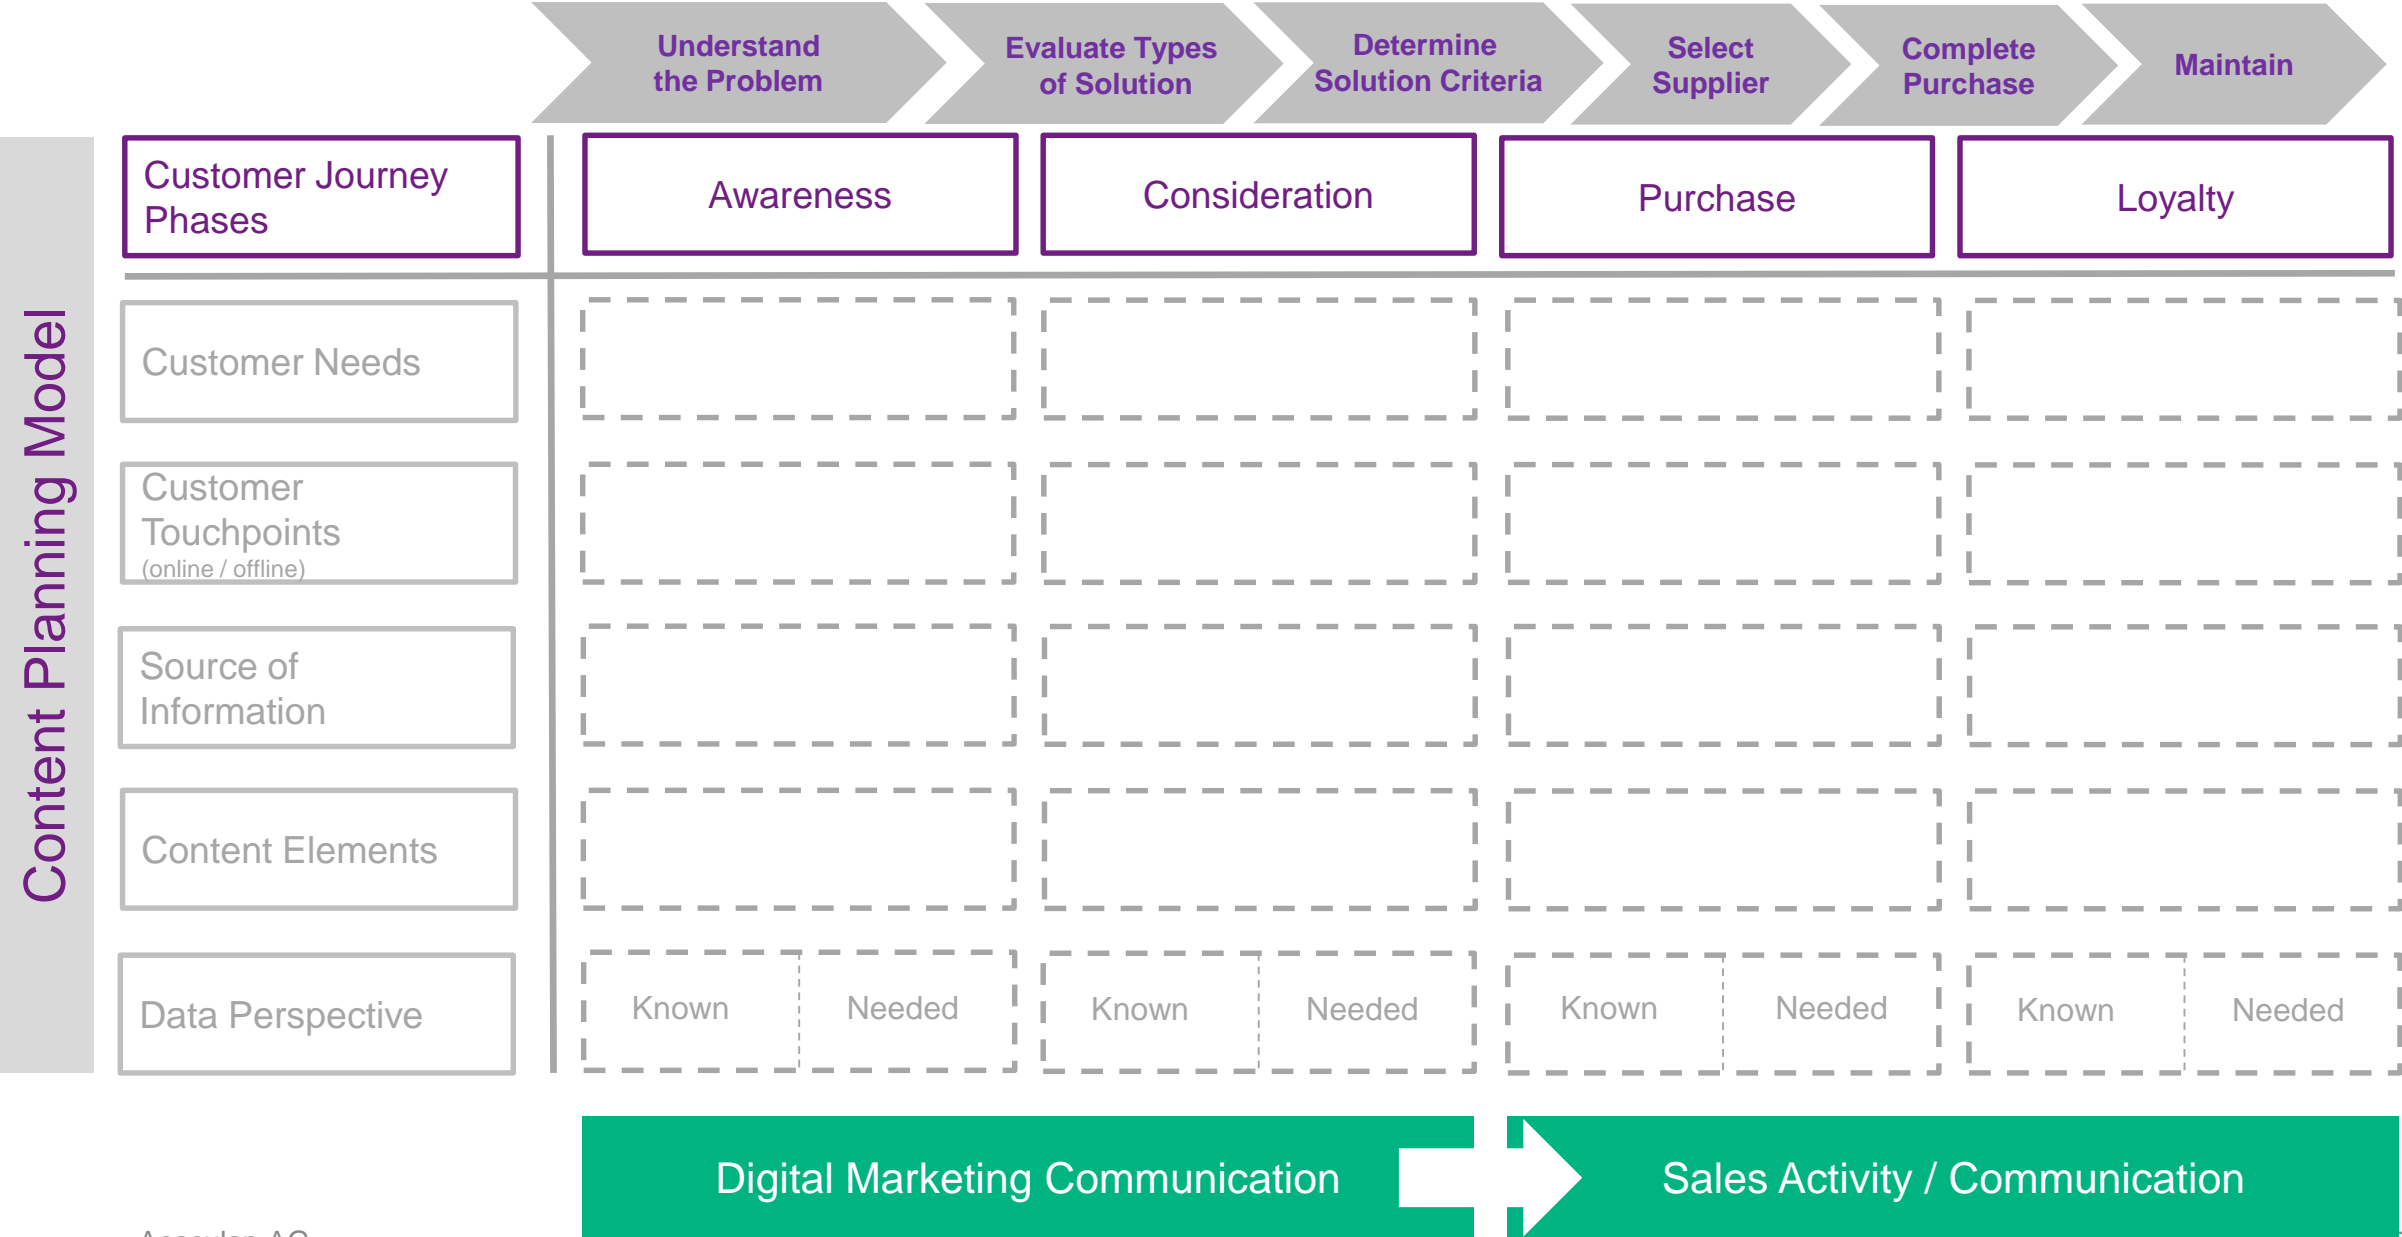 Understand
the Problem
Evaluate Types
of Solution
Determine
Solution Criteria
Select
Supplier
Complete
Purchase
Maintain
Content Planning Model
Customer Journey
Phases
Awareness
Consideration
Purchase
Loyalty
Customer Needs
Customer
Touchpoints
(online / offline)
Source of
Information
Content Elements
Data Perspective
Known
Needed
Known
Needed
Known
Needed
Known
Needed
Digital Marketing Communication
Sales Activity / Communication